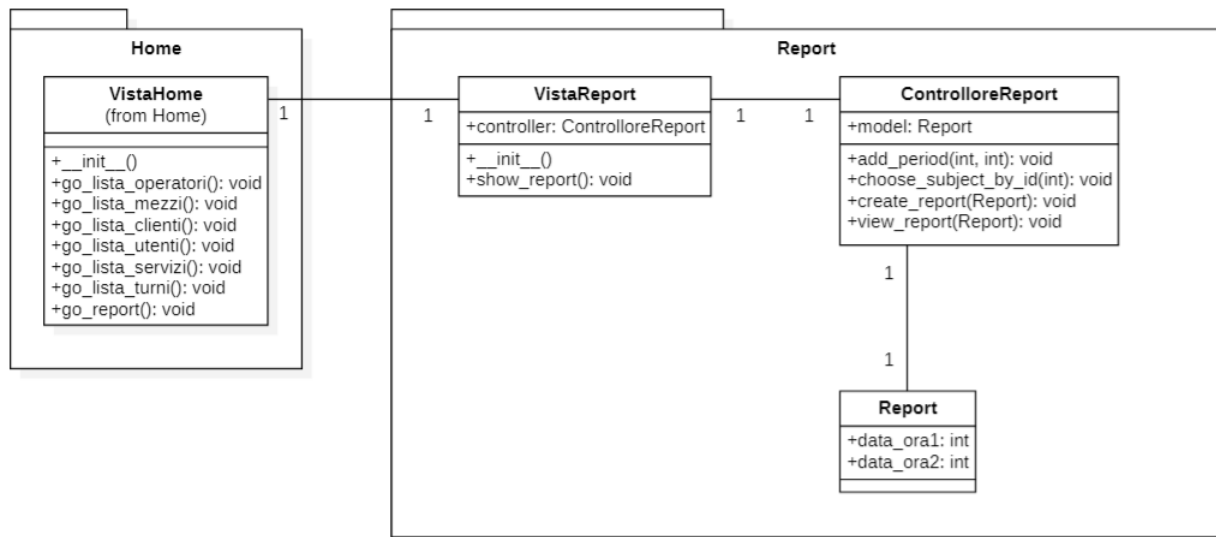 Home
VistaHome
(from Home)
+__init__()
+go_lista_operatori(): void
+go_lista_mezzi(): void
+go_lista_clienti(): void
+go_lista_utenti(): void
+go_lista_servizi(): void
+go_lista_turni(): void
+go_report(): void
1
1
Report
VistaReport
+controller: ControlloreReport
+__init__()
+show_report(): void
1
1
ControlloreReport
+model: Report
+add_period(int, int): void
+choose_subject_by_id(int): void
+create_report(Report): void
+view_report(Report): void
1
1
Report
+data_ora1: int
+data_ora2: int